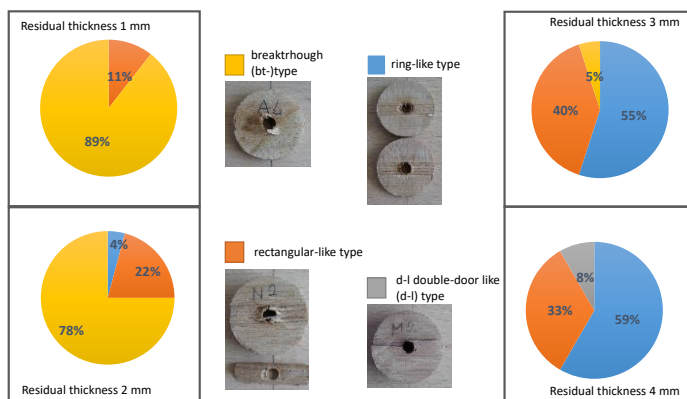 Residual thickness 1 mm
11%
89%
breaktrhough
(bt-)type
A4
ring-like type
Residual thickness 3 mm
5%
40%
55%
4%
22%
78%
Residual thickness 2 mm
rectangular-like type
N2
d-l double-door like
(d-l) type
8%
33%
59%
Residual thickness 4 mm